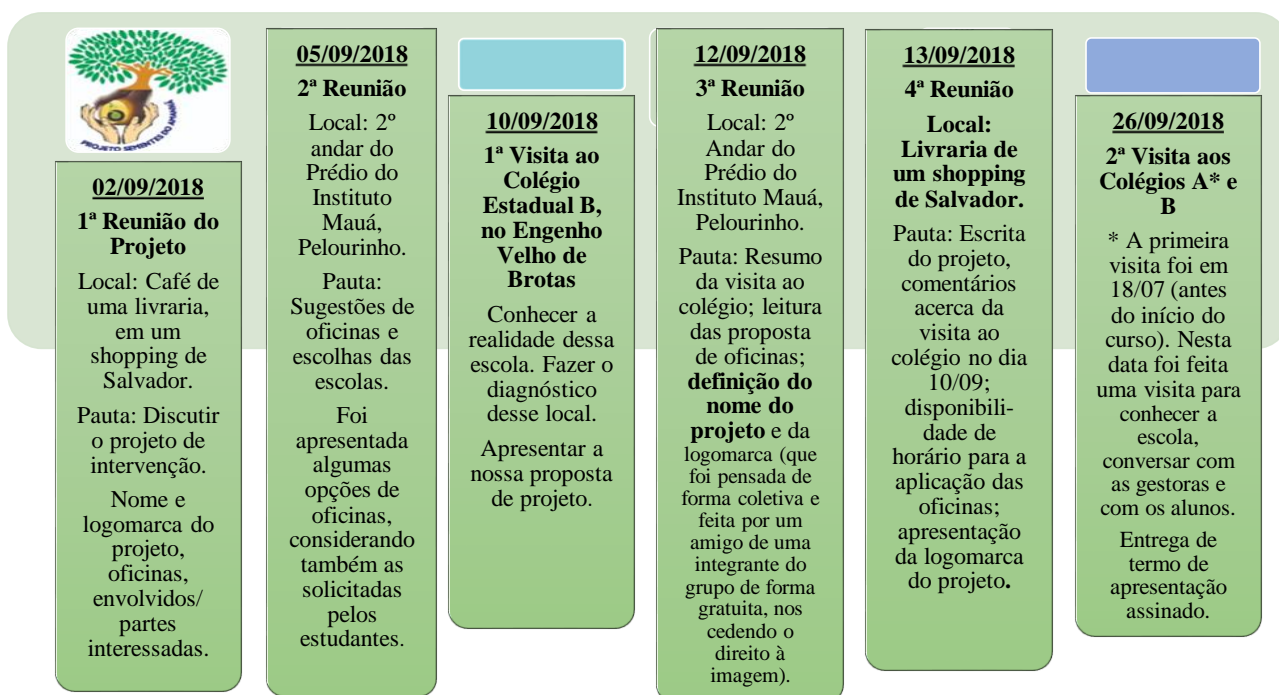 PROJETO SEMENTES DO AMANHÃ
02/09/2018
1ª Reunião do
Projeto
Local: Café de
uma livraria,
em um
shopping de
Salvador.
Pauta: Discutir
o projeto de
intervenção.
Nome e
logomarca do
projeto,
oficinas,
envolvidos/
partes
interessadas.
05/09/2018
2ª Reunião
Local: 2º
andar do
Prédio do
Instituto
Mauá,
Pelourinho.
Pauta:
Sugestões de
oficinas e
escolhas das
escolas.
Foi
apresentada
algumas
opções de
oficinas,
considerando
também as
solicitadas
pelos
estudantes.
10/09/2018
1ª Visita ao
Colégio
Estadual B,
no Engenho
Velho de
Brotas
Conhecer a
realidade dessa
escola. Fazer o
diagnóstico
desse local.
Apresentar a
nossa proposta
de projeto.
12/09/2018
3ª Reunião
Local: 2º
Andar do
Prédio do
Instituto Mauá,
Pelourinho.
Pauta: Resumo
da visita ao
colégio; leitura
das proposta
de oficinas;
definição do
nome do
projeto e da
logomarca (que
foi pensada de
forma coletiva e
feita por um
amigo de uma
integrante do
grupo de forma
gratuita, nos
cedendo o
direito à
imagem).
13/09/2018
4ª Reunião
Local:
Livraria de
um shopping
de Salvador.
Pauta: Escrita
do projeto,
comentários
acerca da
visita ao
colégio no dia
10/09;
disponibili-
dade de
horário para a
aplicação das
oficinas;
apresentação
da logomarca
do projeto.
26/09/2018
2ª Visita aos
Colégios A* e
B
* A primeira
visita foi em
18/07 (antes
do início do
curso). Nesta
data foi feita
uma visita para
conhecer a
escola,
conversar com
as gestoras e
com os alunos.
Entrega de
termo de
apresentação
assinado.